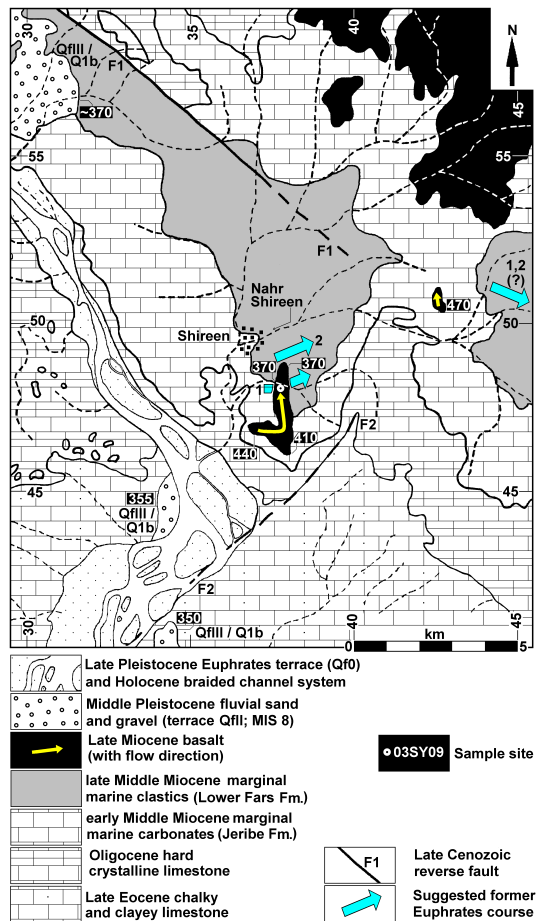 30
35
40
N
QfIII /
Q1b
F1
~370
45
55
F1
1,2
(?)
Nahr
Shireen
470
50
50
Shireen
2
370
370
F2
410
440
45
45
355
QfIII /
Q1b
F2
350
QfIII / Q1b
30
40
km
0
5
45
Late Pleistocene Euphrates terrace (Qf0)
and Holocene braided channel system
Middle Pleistocene fluvial sand
and gravel (terrace QfII; MIS 8)
Late Miocene basalt
(with flow direction)
03SY09 Sample site
late Middle Miocene marginal
marine clastics (Lower Fars Fm.)
early Middle Miocene marginal
marine carbonates (Jeribe Fm.)
Oligocene hard
crystalline limestone
F1 Late Cenozoic
reverse fault
Late Eocene chalky
and clayey limestone
Suggested former
Euphrates course